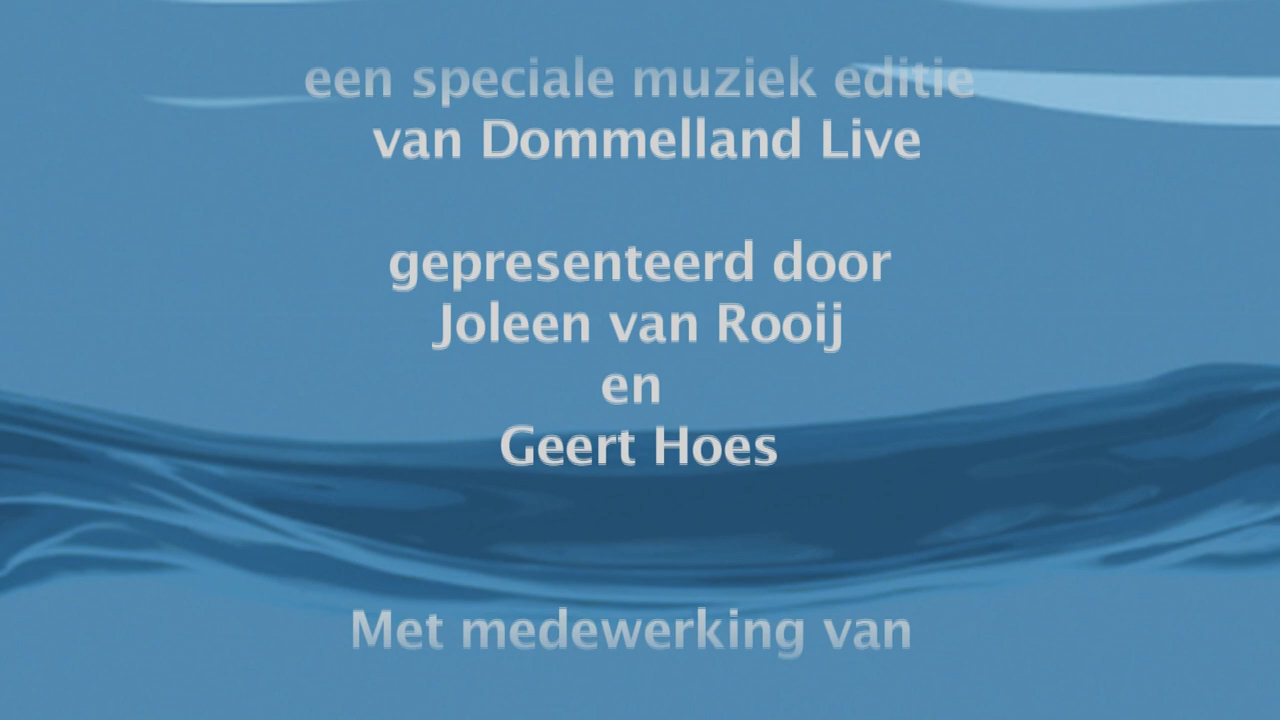 een speciale muziek editie
van Dommelland Live
gepresenteerd door
Joleen van Rooij
en
Geert Hoes
Met medewerking van